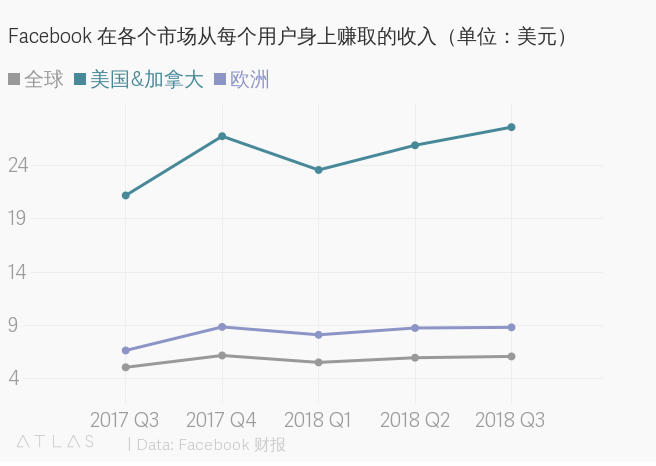 Facebook 在各个市场从每个用户身上赚取的收入（单位：美元）
全球 美国&加拿大 欧洲
24
19
14
9
4
2017 Q3 2017 Q4 2018 Q1 2018 Q2 2018 Q3
ATLAS | Data: Facebook 财报